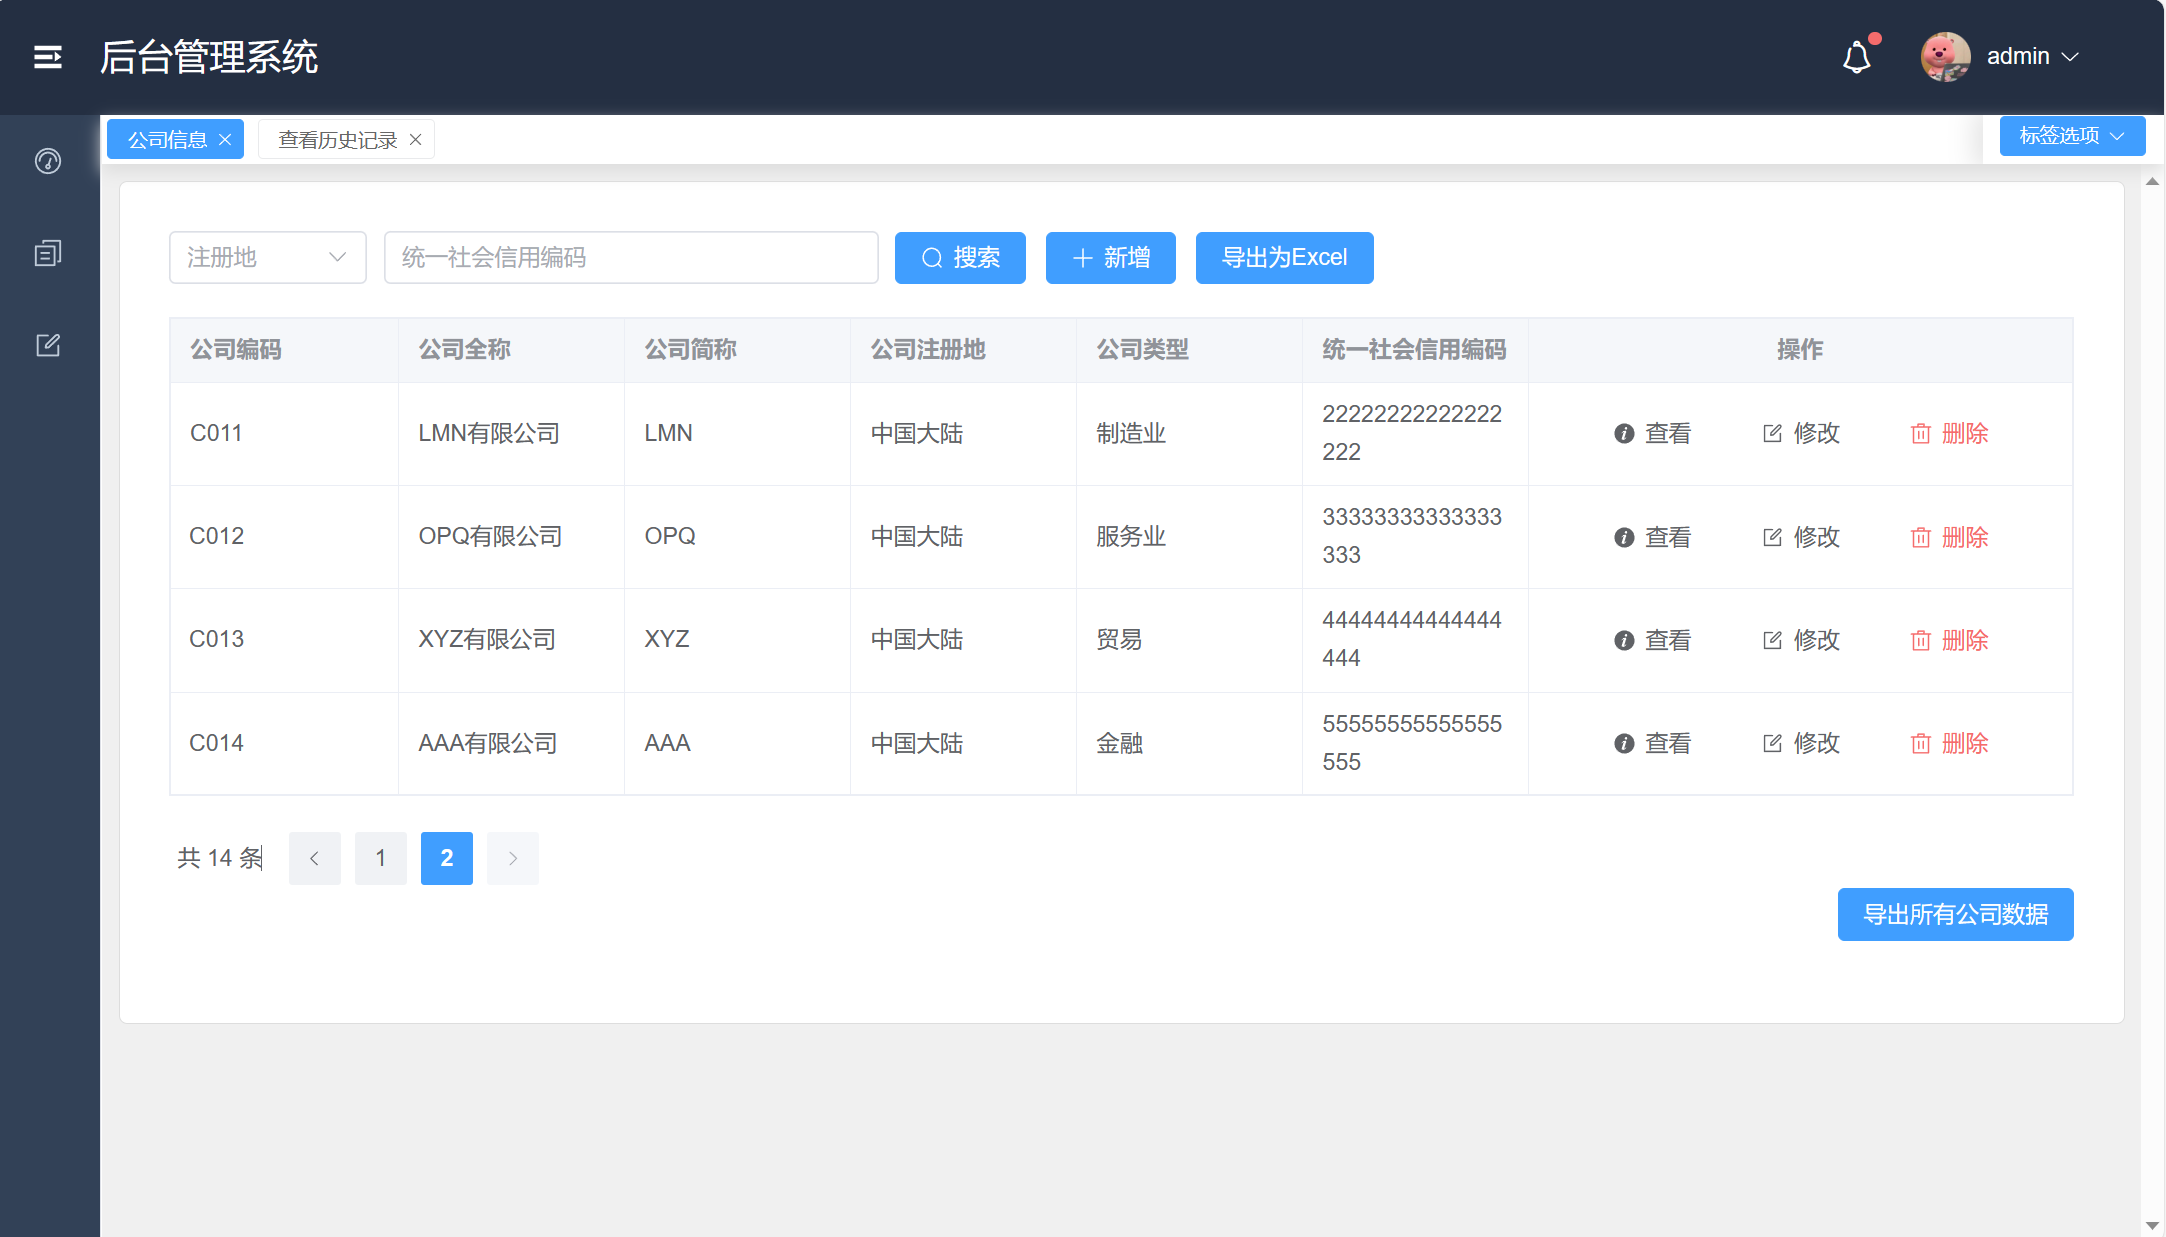 后台管理系统
admin
公司信息
查看历史记录
标签选项
注册地
统一社会信用编码
搜索
新增
导出为Excel
公司编码 公司全称 公司简称 公司注册地 公司类型 统一社会信用编码 操作
C011 LMN有限公司 LMN 中国大陆 制造业 22222222222222
222
查看 修改 删除
C012 OPQ有限公司 OPQ 中国大陆 服务业 33333333333333
333
查看 修改 删除
C013 XYZ有限公司 XYZ 中国大陆 贸易 44444444444444
444
查看 修改 删除
C014 AAA有限公司 AAA 中国大陆 金融 55555555555555
555
查看 修改 删除
共 14 条
1
2
导出所有公司数据